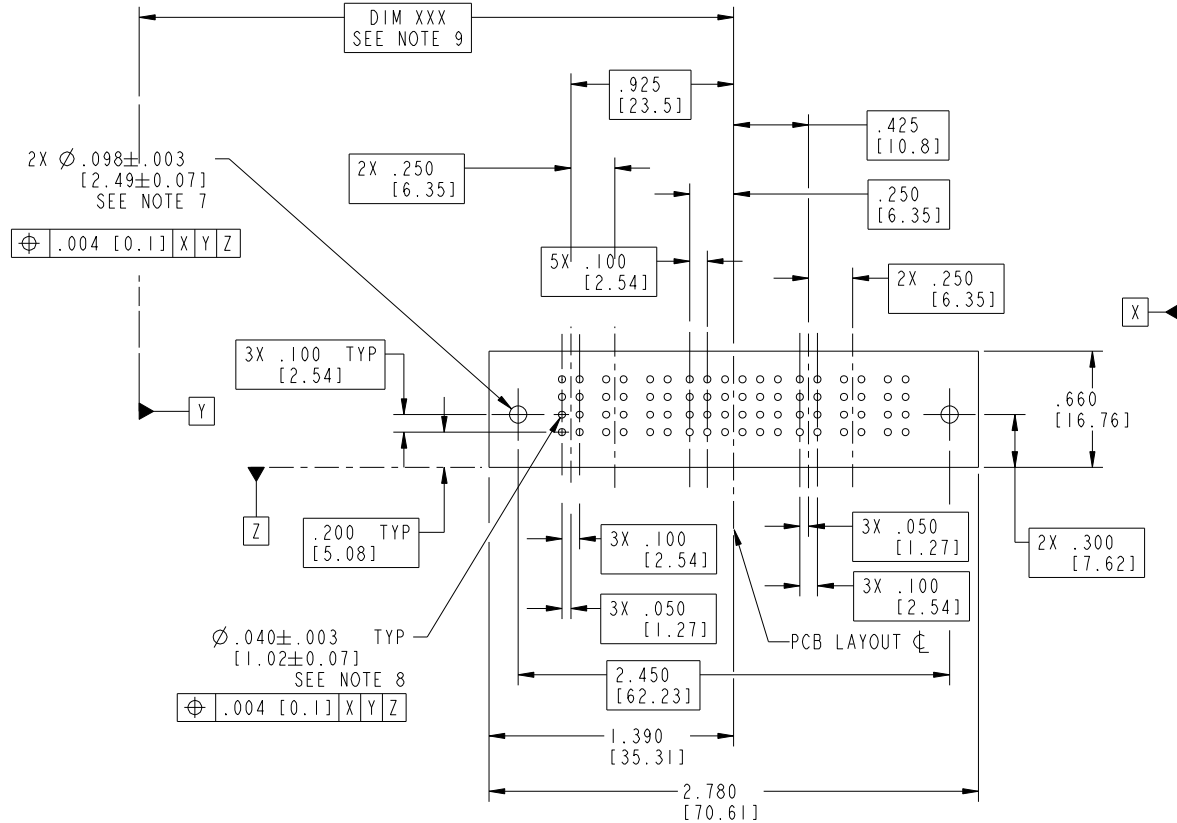 DIM XXX
SEE NOTE 9
.925
[23.5]
.425
[10.8]
2X Ø .098±.003
[2.49±0.07]
SEE NOTE 7
2X .250
[6.35]
.250
[6.35]
⌖ .004 [0.1] X Y Z
5X .100
[2.54]
2X .250
[6.35]
X
3X .100 TYP
[2.54]
Y
.660
[16.76]
Z
.200 TYP
[5.08]
3X .100
[2.54]
3X .050
[1.27]
2X .300
[7.62]
3X .050
[1.27]
3X .100
[2.54]
Ø.040±.003 TYP
[1.02±0.07]
SEE NOTE 8
⌖ .004 [0.1] X Y Z
PCB LAYOUT ℄
2.450
[62.23]
1.390
[35.31]
2.780
[70.61]